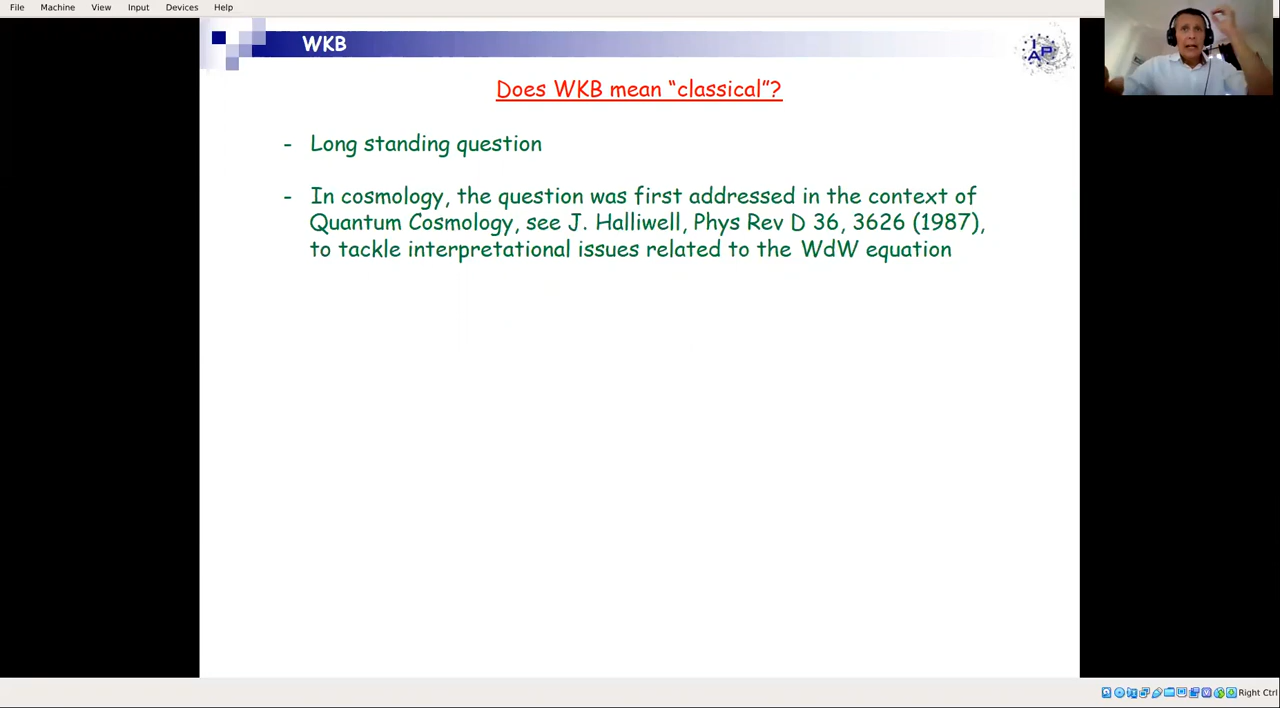 File Machine View Input Devices Help
WKB
IAP
Does WKB mean “classical”?
- Long standing question
- In cosmology, the question was first addressed in the context of
Quantum Cosmology, see J. Halliwell, Phys Rev D 36, 3626 (1987),
to tackle interpretational issues related to the WdW equation
Right Ctrl